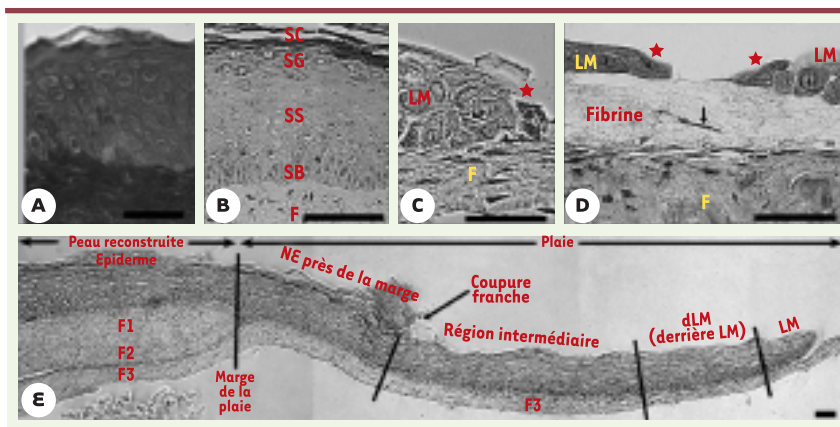 A
SC
SG
SS
SB
F
B
LM
F
C
LM
LM
Fibrine
F
D
Peau reconstruite
Plaie
Epiderme
NE près de la marge
Coupure
franche
Région intermédiaire
dLM
(derrière LM)
LM
F1
F2
F3
Marge
de la
plaie
F3
E